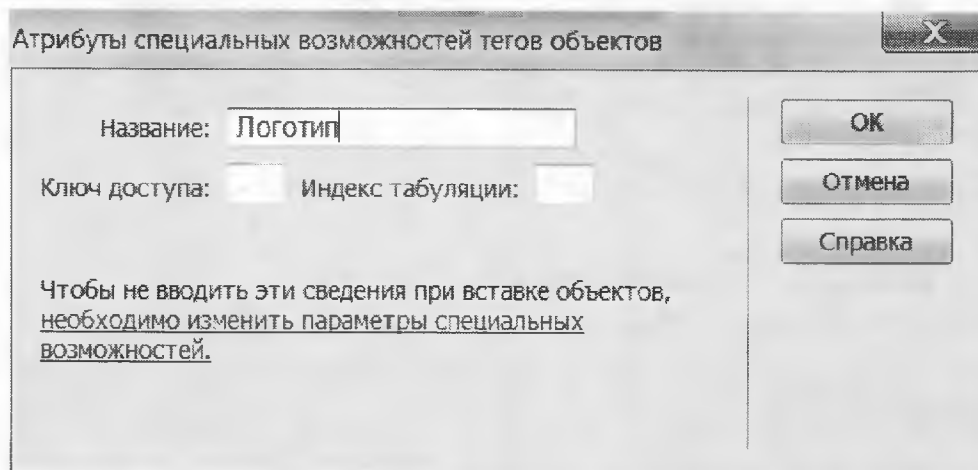 Атрибуты специальных возможностей тегов объектов
Название: Логотип
OK
Ключ доступа: Индекс табуляции:
Отмена
Справка
Чтобы не вводить эти сведения при вставке объектов,
необходимо изменить параметры специальных
возможностей.